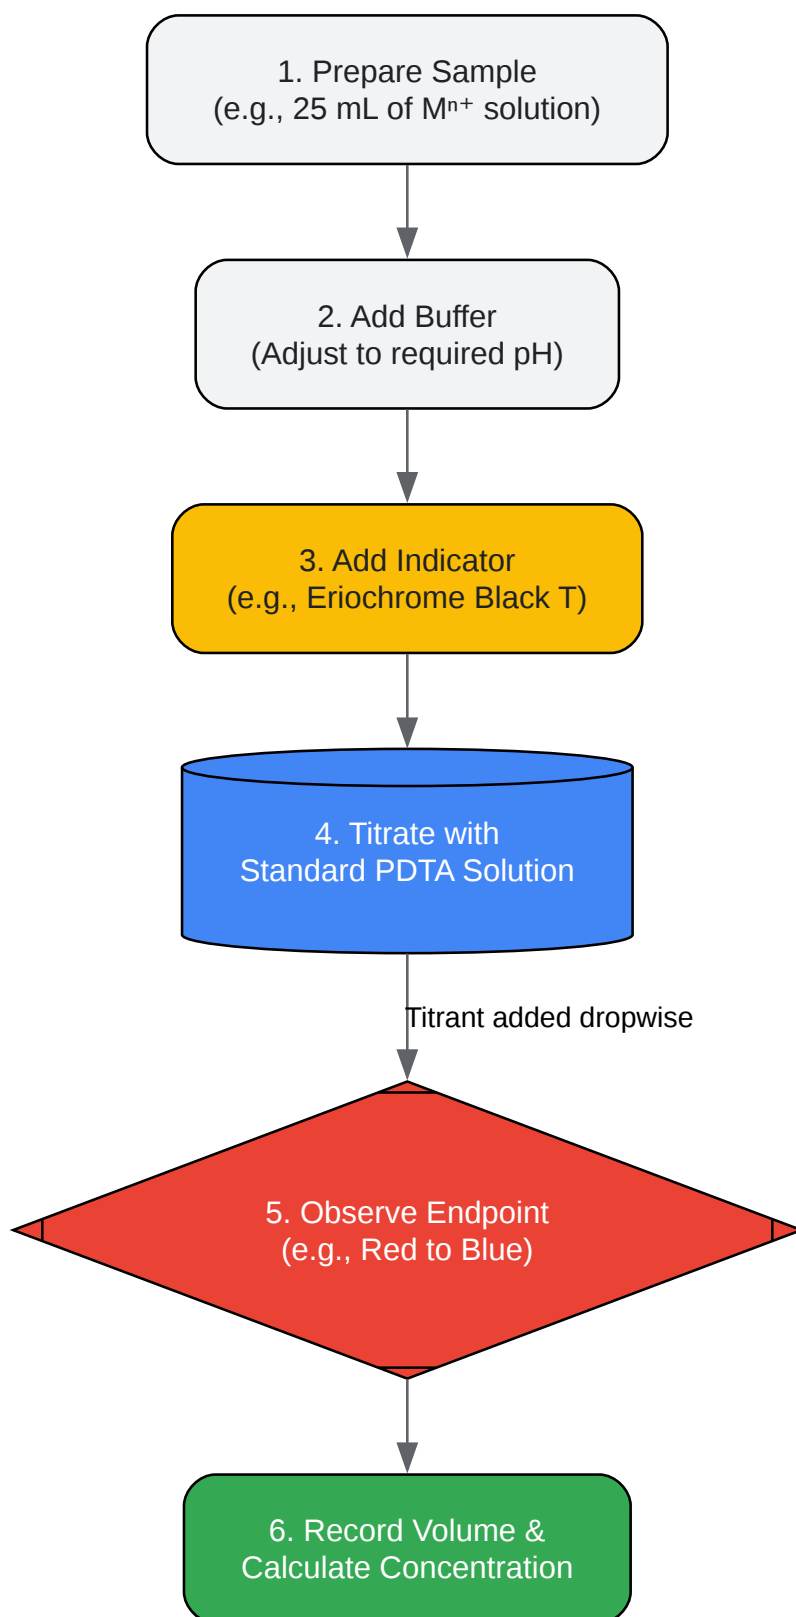 1. Prepare Sample
(e.g., 25 mL of Mⁿ⁺ solution)
2. Add Buffer
(Adjust to required pH)
3. Add Indicator
(e.g., Eriochrome Black T)
4. Titrate with
Standard PDTA Solution
Titrant added dropwise
5. Observe Endpoint
(e.g., Red to Blue)
6. Record Volume &
Calculate Concentration